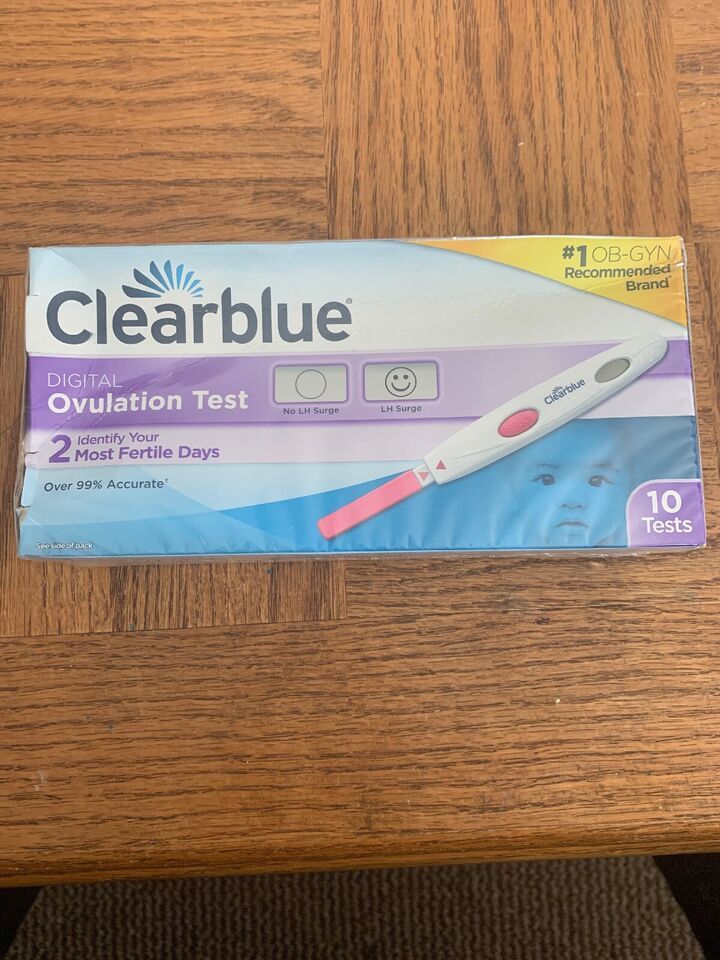 #1 OB-GYN
Recommended
Brand*
Clearblue®
DIGITAL
Ovulation Test
No LH Surge
LH Surge
Clearblue
2 Identify Your
Most Fertile Days
Over 99% Accurate†
10
Tests
See side of pack